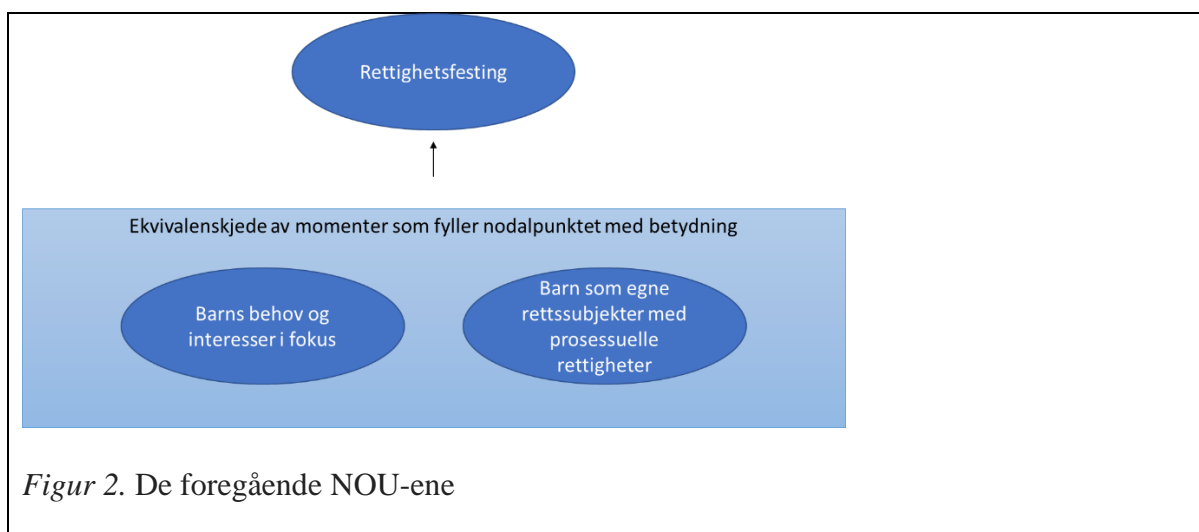 Rettighetsfesting
Ekvivalenskjede av momenter som fyller nodalpunktet med betydning
Barns behov og
interesser i fokus
Barn som egne
rettssubjekter med
prosessuelle
rettigheter
Figur 2. De foregående NOU-ene